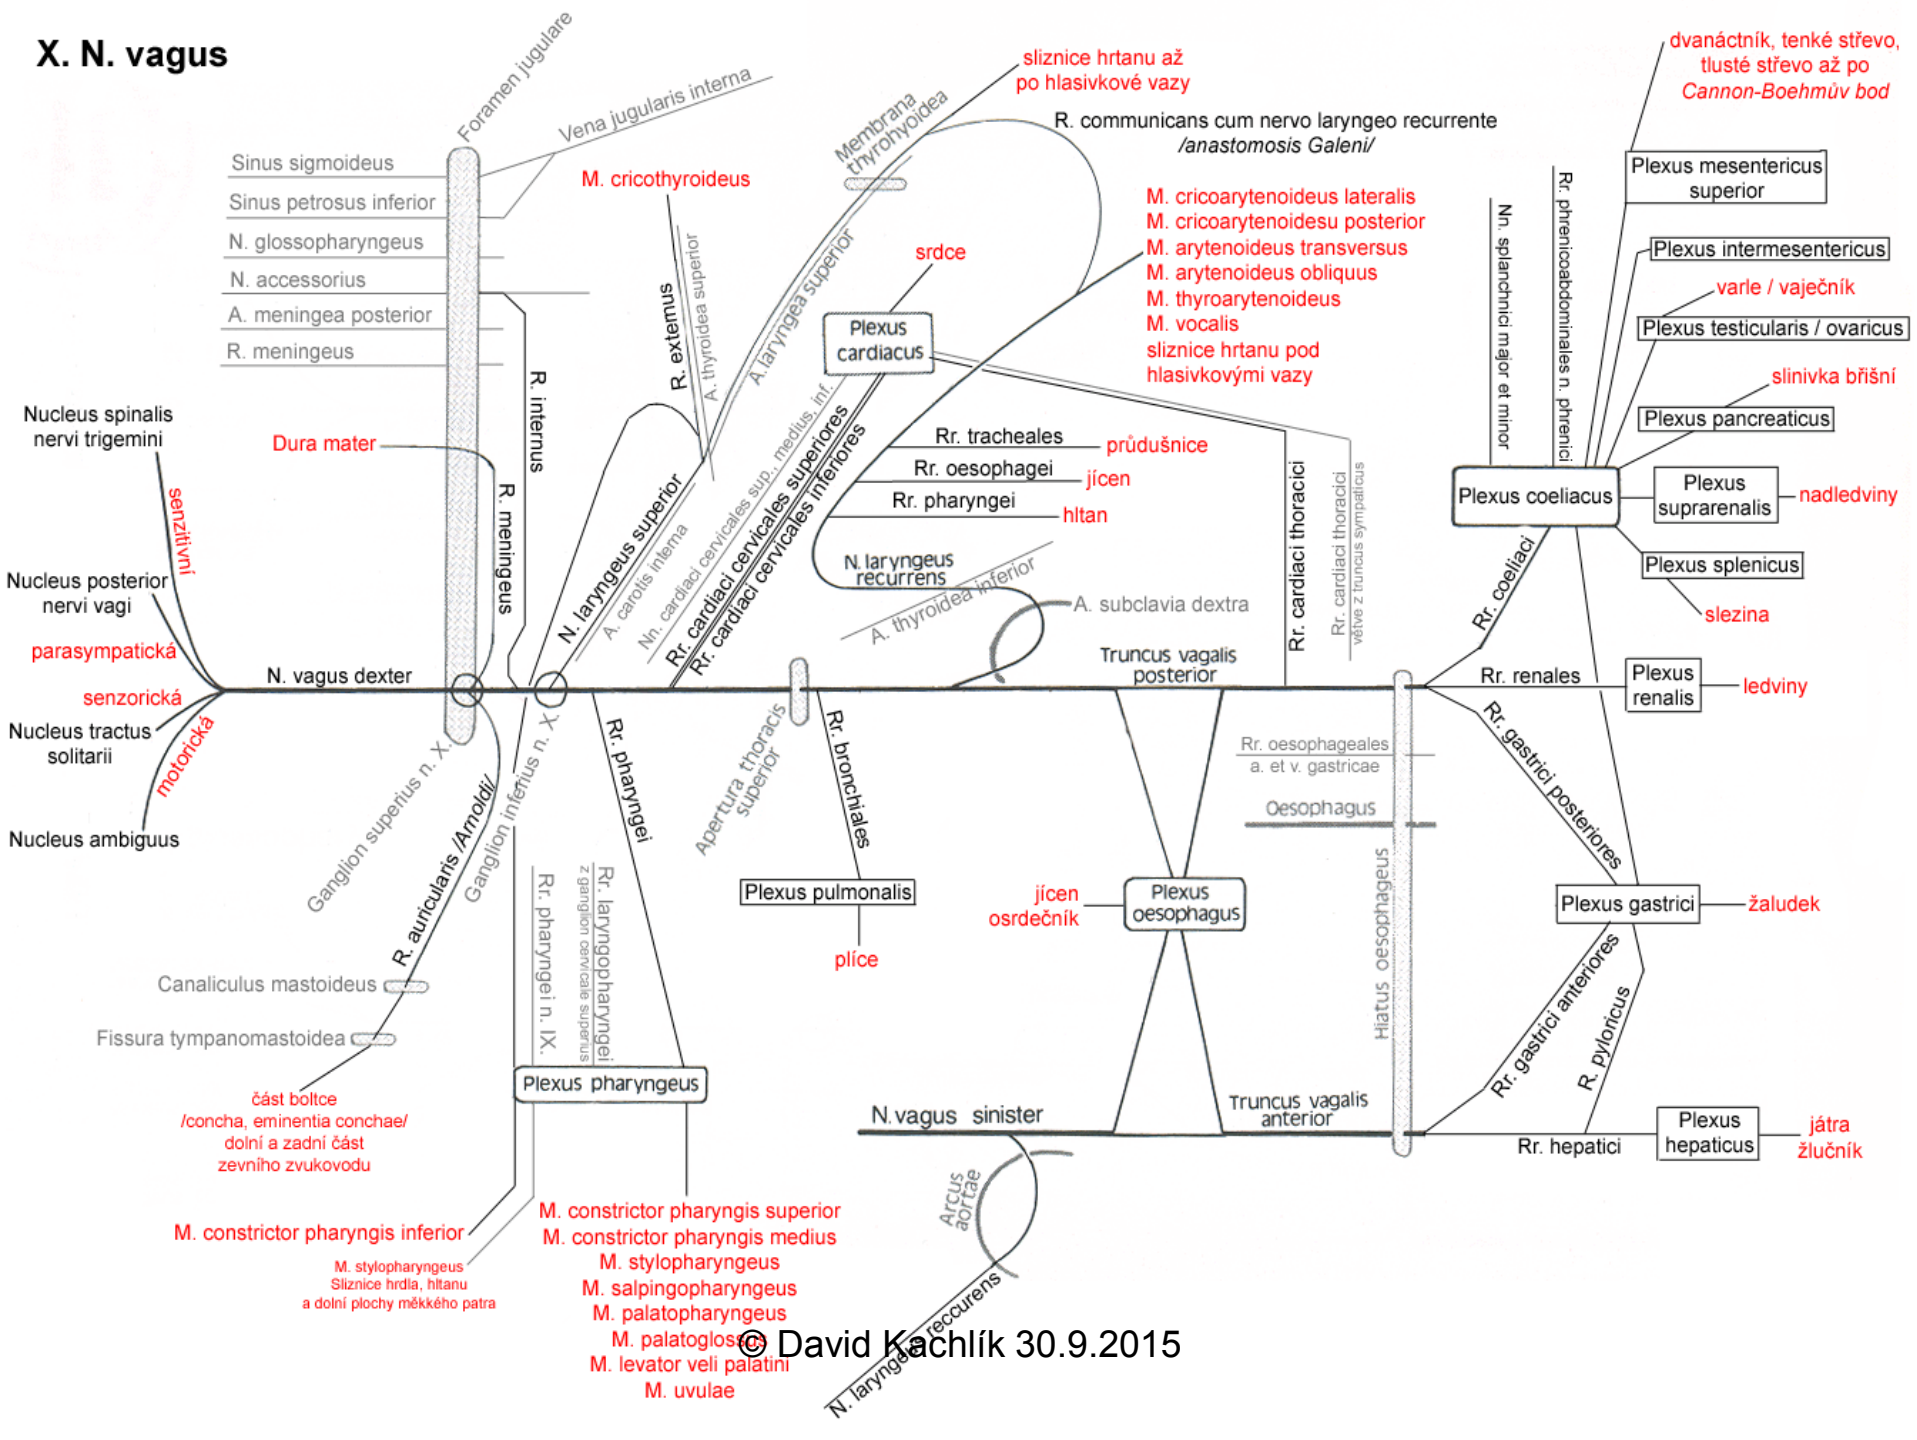 X. N. vagus
Foramen jugulare
Vena jugularis interna
Sinus sigmoideus
Sinus petrosus inferior
N. glossopharyngeus
N. accessorius
A. meningea posterior
R. meningeus
Nucleus spinalis
nervi trigemini
senzitivní
Nucleus posterior
nervi vagi
parasympatická
senzorická
Nucleus tractus
solitarii
motorická
Nucleus ambiguus
N. vagus dexter
Dura mater
R. internus
R. meningeus
Ganglion superius n. X.
Ganglion inferius n. X.
R. auricularis /Arnoldi/
Canaliculus mastoideus
Fissura tympanomastoidea
část boltce
/concha, eminentia conchae/
dolní a zadní část
zevního zvukovodu
M. cricothyroideus
R. externus
A. thyroidea superior
N. laryngeus superior
A. carotis interna
A. laryngea superior
Membrana
thyrohyoidea
sliznice hrtanu až
po hlasivkové vazy
R. communicans cum nervo laryngeo recurrente
/anastomosis Galeni/
M. cricoarytenoideus lateralis
M. cricoarytenoidesu posterior
M. arytenoideus transversus
M. arytenoideus obliquus
M. thyroarytenoideus
M. vocalis
sliznice hrtanu pod
hlasivkovými vazy
srdce
Plexus
cardiacus
Nn. cardiaci cervicales sup., medius, inf.
Rr. cardiaci cervicales superiores
Rr. cardiaci cervicales inferiores
Rr. tracheales
průdušnice
Rr. oesophagei
jícen
Rr. pharyngei
hltan
N. laryngeus
recurrens
A. thyroidea inferior
A. subclavia dextra
Rr. cardiaci thoracici
Rr. cardiaci thoracici
větve z truncus sympaticus
Truncus vagalis
posterior
Apertura thoracis
superior
Rr. bronchiales
Plexus pulmonalis
plíce
Rr. pharyngei
Rr. pharyngei n. IX.
Rr. laryngopharyngei
z ganglion cervicale superius
Plexus pharyngeus
M. constrictor pharyngis inferior
M. stylopharyngeus
Sliznice hrdla, hltanu
a dolní plochy měkkého patra
M. constrictor pharyngis superior
M. constrictor pharyngis medius
M. stylopharyngeus
M. salpingopharyngeus
M. palatopharyngeus
M. palatoglossus
M. levator veli palatini
M. uvulae
jícen
osrdečník
Plexus
oesophagus
Rr. oesophageales
a. et v. gastricae
Oesophagus
Hiatus oesophageus
N. vagus sinister
Truncus vagalis
anterior
Arcus
aortae
N. laryngeus reccurens
dvanáctník, tenké střevo,
tlusté střevo až po
Cannon-Boehmův bod
Plexus mesentericus
superior
Plexus intermesentericus
varle / vaječník
Plexus testicularis / ovaricus
slinivka břišní
Plexus pancreaticus
Nn. splanchnici major et minor
Rr. phrenicoabdominales n. phrenici
Plexus coeliacus
Plexus
suprarenalis
nadledviny
Plexus splenicus
slezina
Rr. coeliaci
Rr. renales
Plexus
renalis
ledviny
Rr. gastrici posteriores
Plexus gastrici
žaludek
Rr. gastrici anteriores
R. pyloricus
Rr. hepatici
Plexus
hepaticus
játra
žlučník
© David Kachlík 30.9.2015